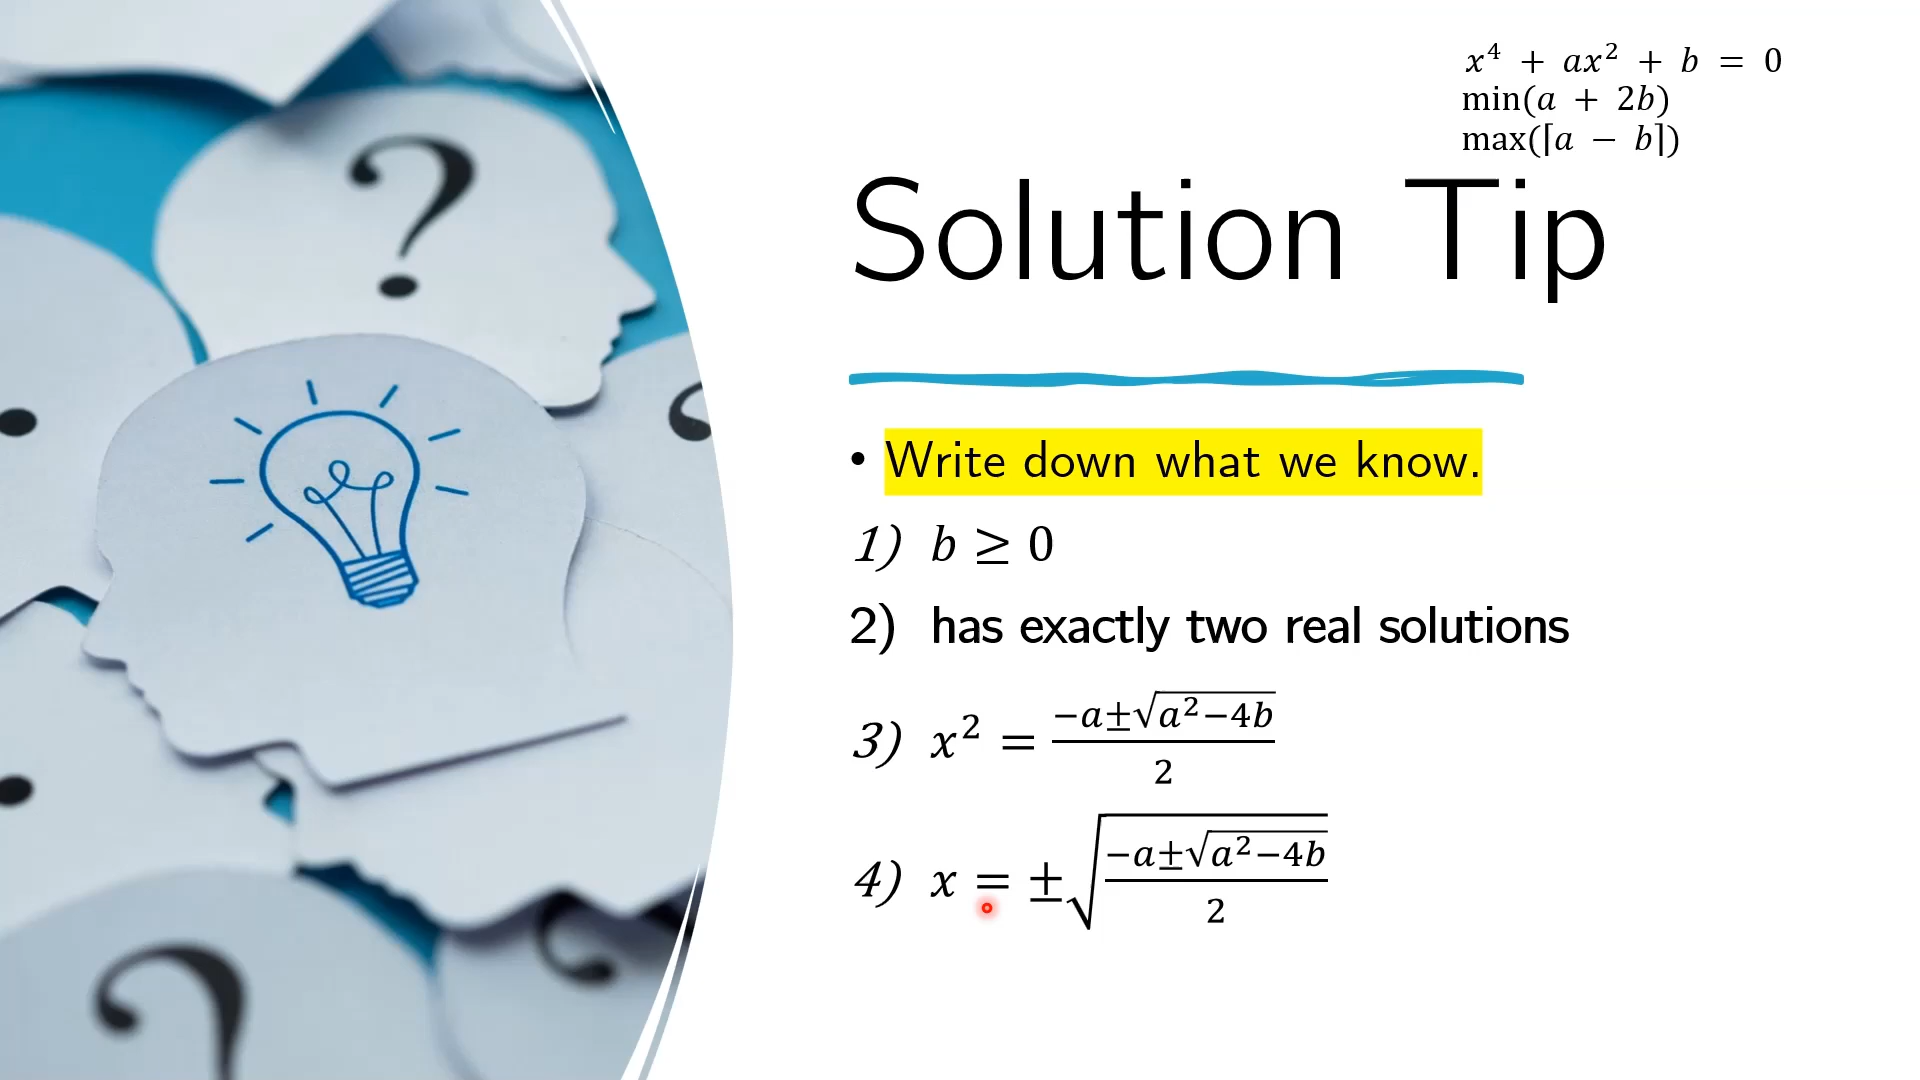 x⁴ + ax² + b = 0
min(a + 2b)
max(⌈a − b⌉)
Solution Tip
• Write down what we know.
1) b ≥ 0
2) has exactly two real solutions
3) x² = (−a±√(a²−4b))/2
4) x = ±√((−a±√(a²−4b))/2)
?
?